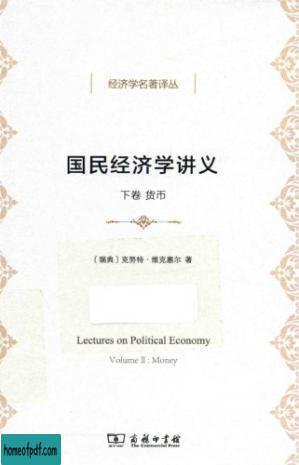 经济学名著译丛
国民经济学讲义
下卷 货币
〔瑞典〕克努特·维克塞尔 著
Lectures on Political Economy
Volume Ⅱ : Money
商务印书馆
The Commercial Press
homeofpdf.com